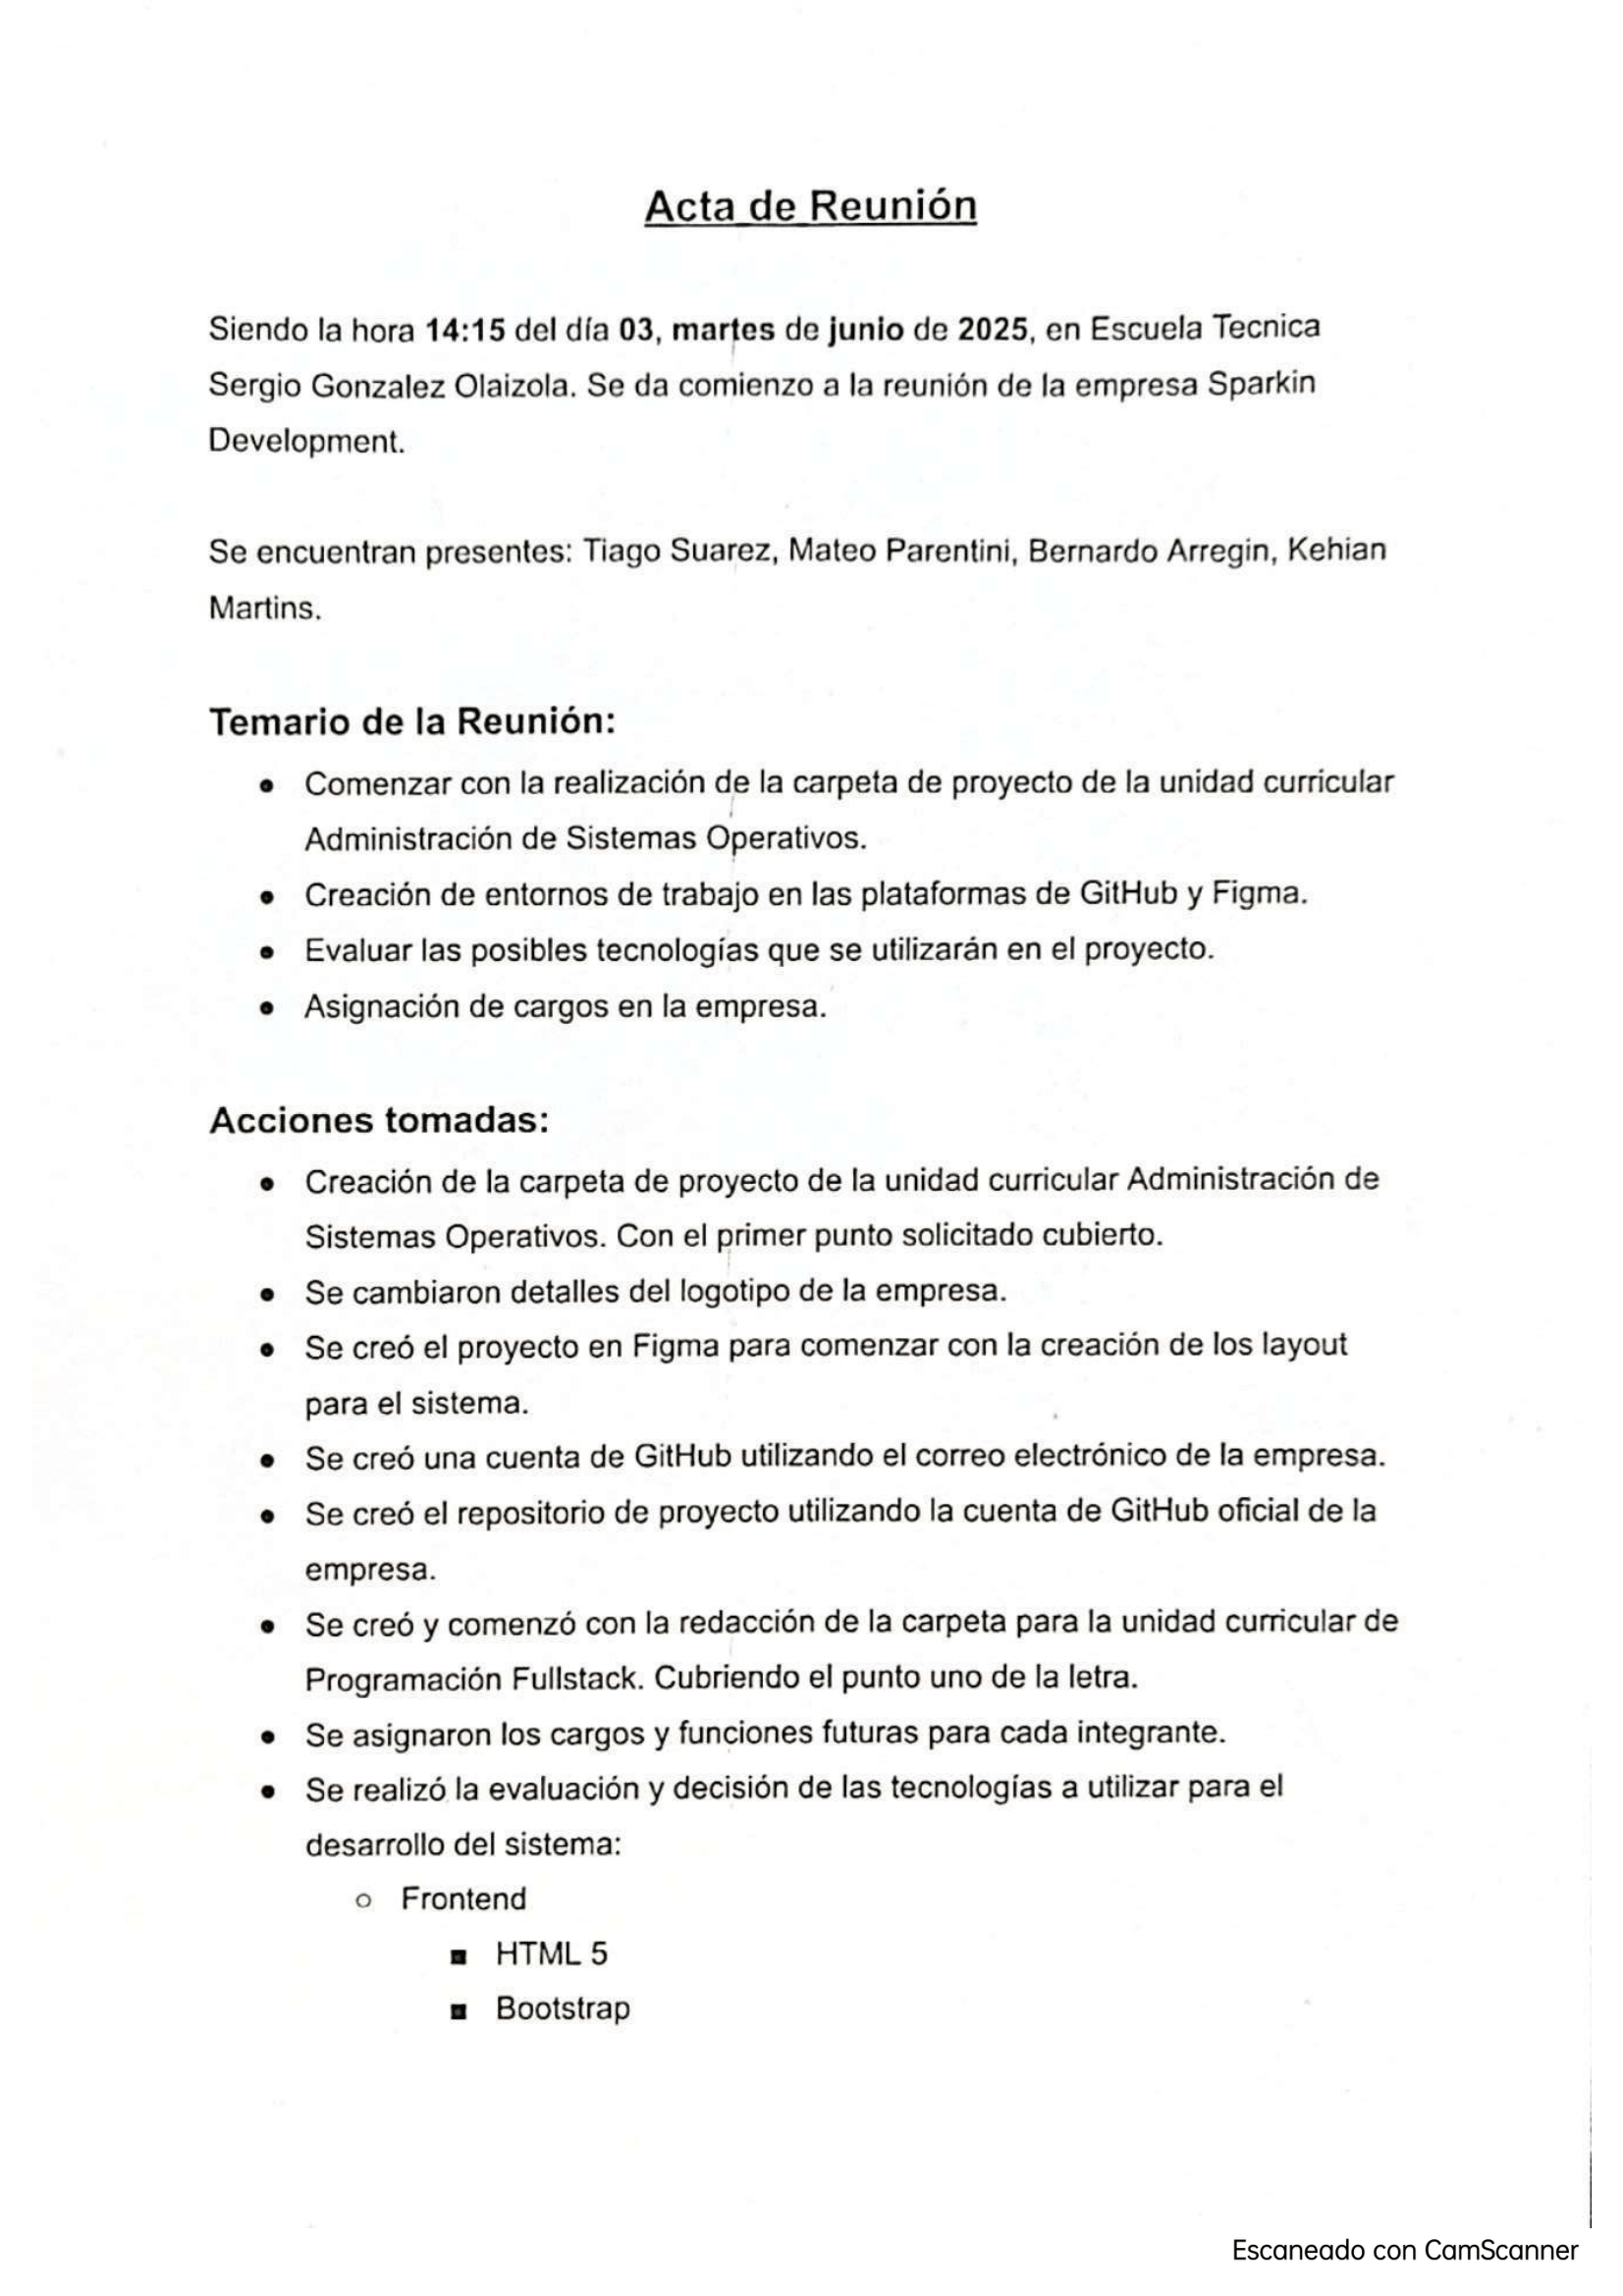 Acta de Reunión
Siendo la hora 14:15 del día 03, martes de junio de 2025, en Escuela Tecnica
Sergio Gonzalez Olaizola. Se da comienzo a la reunión de la empresa Sparkin
Development.
Se encuentran presentes: Tiago Suarez, Mateo Parentini, Bernardo Arregin, Kehian
Martins.
Temario de la Reunión:
● Comenzar con la realización de la carpeta de proyecto de la unidad curricular
Administración de Sistemas Operativos.
● Creación de entornos de trabajo en las plataformas de GitHub y Figma.
● Evaluar las posibles tecnologías que se utilizarán en el proyecto.
● Asignación de cargos en la empresa.
Acciones tomadas:
● Creación de la carpeta de proyecto de la unidad curricular Administración de
Sistemas Operativos. Con el primer punto solicitado cubierto.
● Se cambiaron detalles del logotipo de la empresa.
● Se creó el proyecto en Figma para comenzar con la creación de los layout
para el sistema.
● Se creó una cuenta de GitHub utilizando el correo electrónico de la empresa.
● Se creó el repositorio de proyecto utilizando la cuenta de GitHub oficial de la
empresa.
● Se creó y comenzó con la redacción de la carpeta para la unidad curricular de
Programación Fullstack. Cubriendo el punto uno de la letra.
● Se asignaron los cargos y funciones futuras para cada integrante.
● Se realizó la evaluación y decisión de las tecnologías a utilizar para el
desarrollo del sistema:
○ Frontend
■ HTML 5
■ Bootstrap
Escaneado con CamScanner